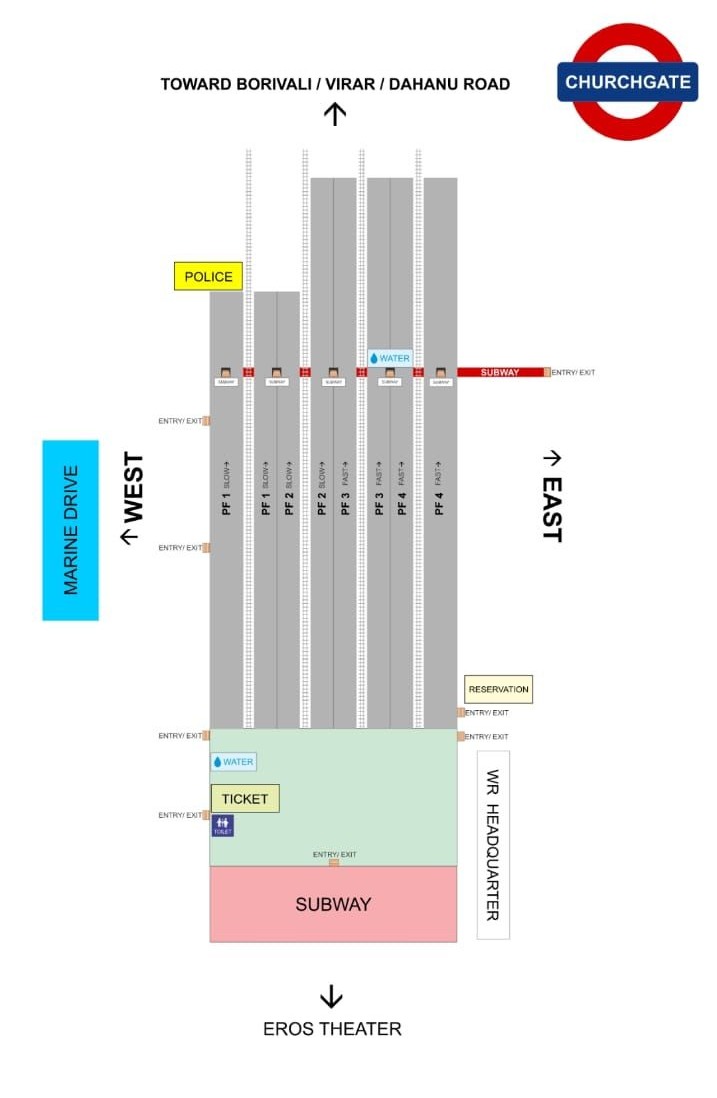 CHURCHGATE
TOWARD BORIVALI / VIRAR / DAHANU ROAD
↑
POLICE
WATER
SUBWAY
SUBWAY
SUBWAY
SUBWAY
SUBWAY
SUBWAY
ENTRY/ EXIT
ENTRY/ EXIT
MARINE DRIVE
↑ WEST
PF 1 SLOW→
PF 1 SLOW→
PF 2 SLOW→
PF 2 SLOW→
PF 3 FAST→
PF 3 FAST→
PF 4 FAST→
PF 4 FAST→
→ EAST
ENTRY/ EXIT
RESERVATION
ENTRY/ EXIT
ENTRY/ EXIT
ENTRY/ EXIT
WATER
TICKET
ENTRY/ EXIT
TOILET
ENTRY/ EXIT
WR HEADQUARTER
SUBWAY
↓
EROS THEATER